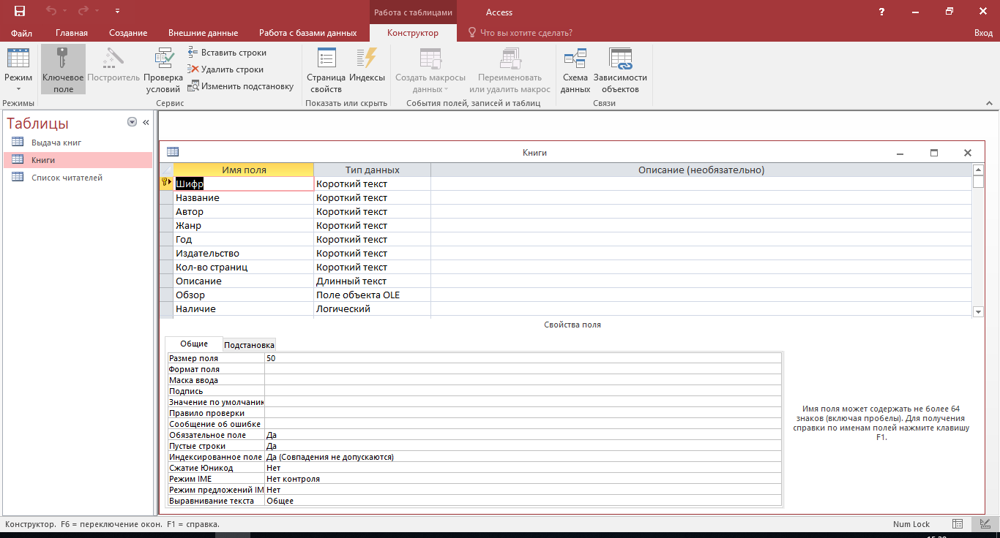 Работа с таблицами
Access
?
Файл
Главная
Создание
Внешние данные
Работа с базами данных
Конструктор
Что вы хотите сделать?
Вход
Режим
Ключевое поле
Построитель
Проверка условий
Вставить строки
Удалить строки
Изменить подстановку
Страница свойств
Индексы
Создать макросы данных
Переименовать или удалить макрос
Схема данных
Зависимости объектов
Режимы
Сервис
Показать или скрыть
События полей, записей и таблиц
Связи
Таблицы
Выдача книг
Книги
Список читателей
Книги
Имя поля Тип данных Описание (необязательно)
Шифр Короткий текст
Название Короткий текст
Автор Короткий текст
Жанр Короткий текст
Год Короткий текст
Издательство Короткий текст
Кол-во страниц Короткий текст
Описание Длинный текст
Обзор Поле объекта OLE
Наличие Логический
Свойства поля
Общие Подстановка
Размер поля 50
Формат поля
Маска ввода
Подпись
Значение по умолчани
Правило проверки
Сообщение об ошибке
Обязательное поле Да
Пустые строки Да
Индексированное поле Да (Совпадения не допускаются)
Сжатие Юникод Нет
Режим IME Нет контроля
Режим предложений IM Нет
Выравнивание текста Общее
Имя поля может содержать не более 64
знаков (включая пробелы). Для получения
справки по именам полей нажмите клавишу
F1.
Конструктор. F6 = переключение окон. F1 = справка.
Num Lock